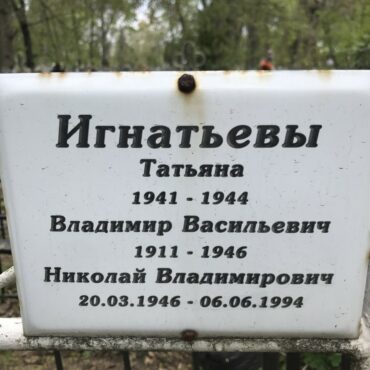 Игнатьевы
Татьяна
1941 - 1944
Владимир Васильевич
1911 - 1946
Николай Владимирович
20.03.1946 - 06.06.1994